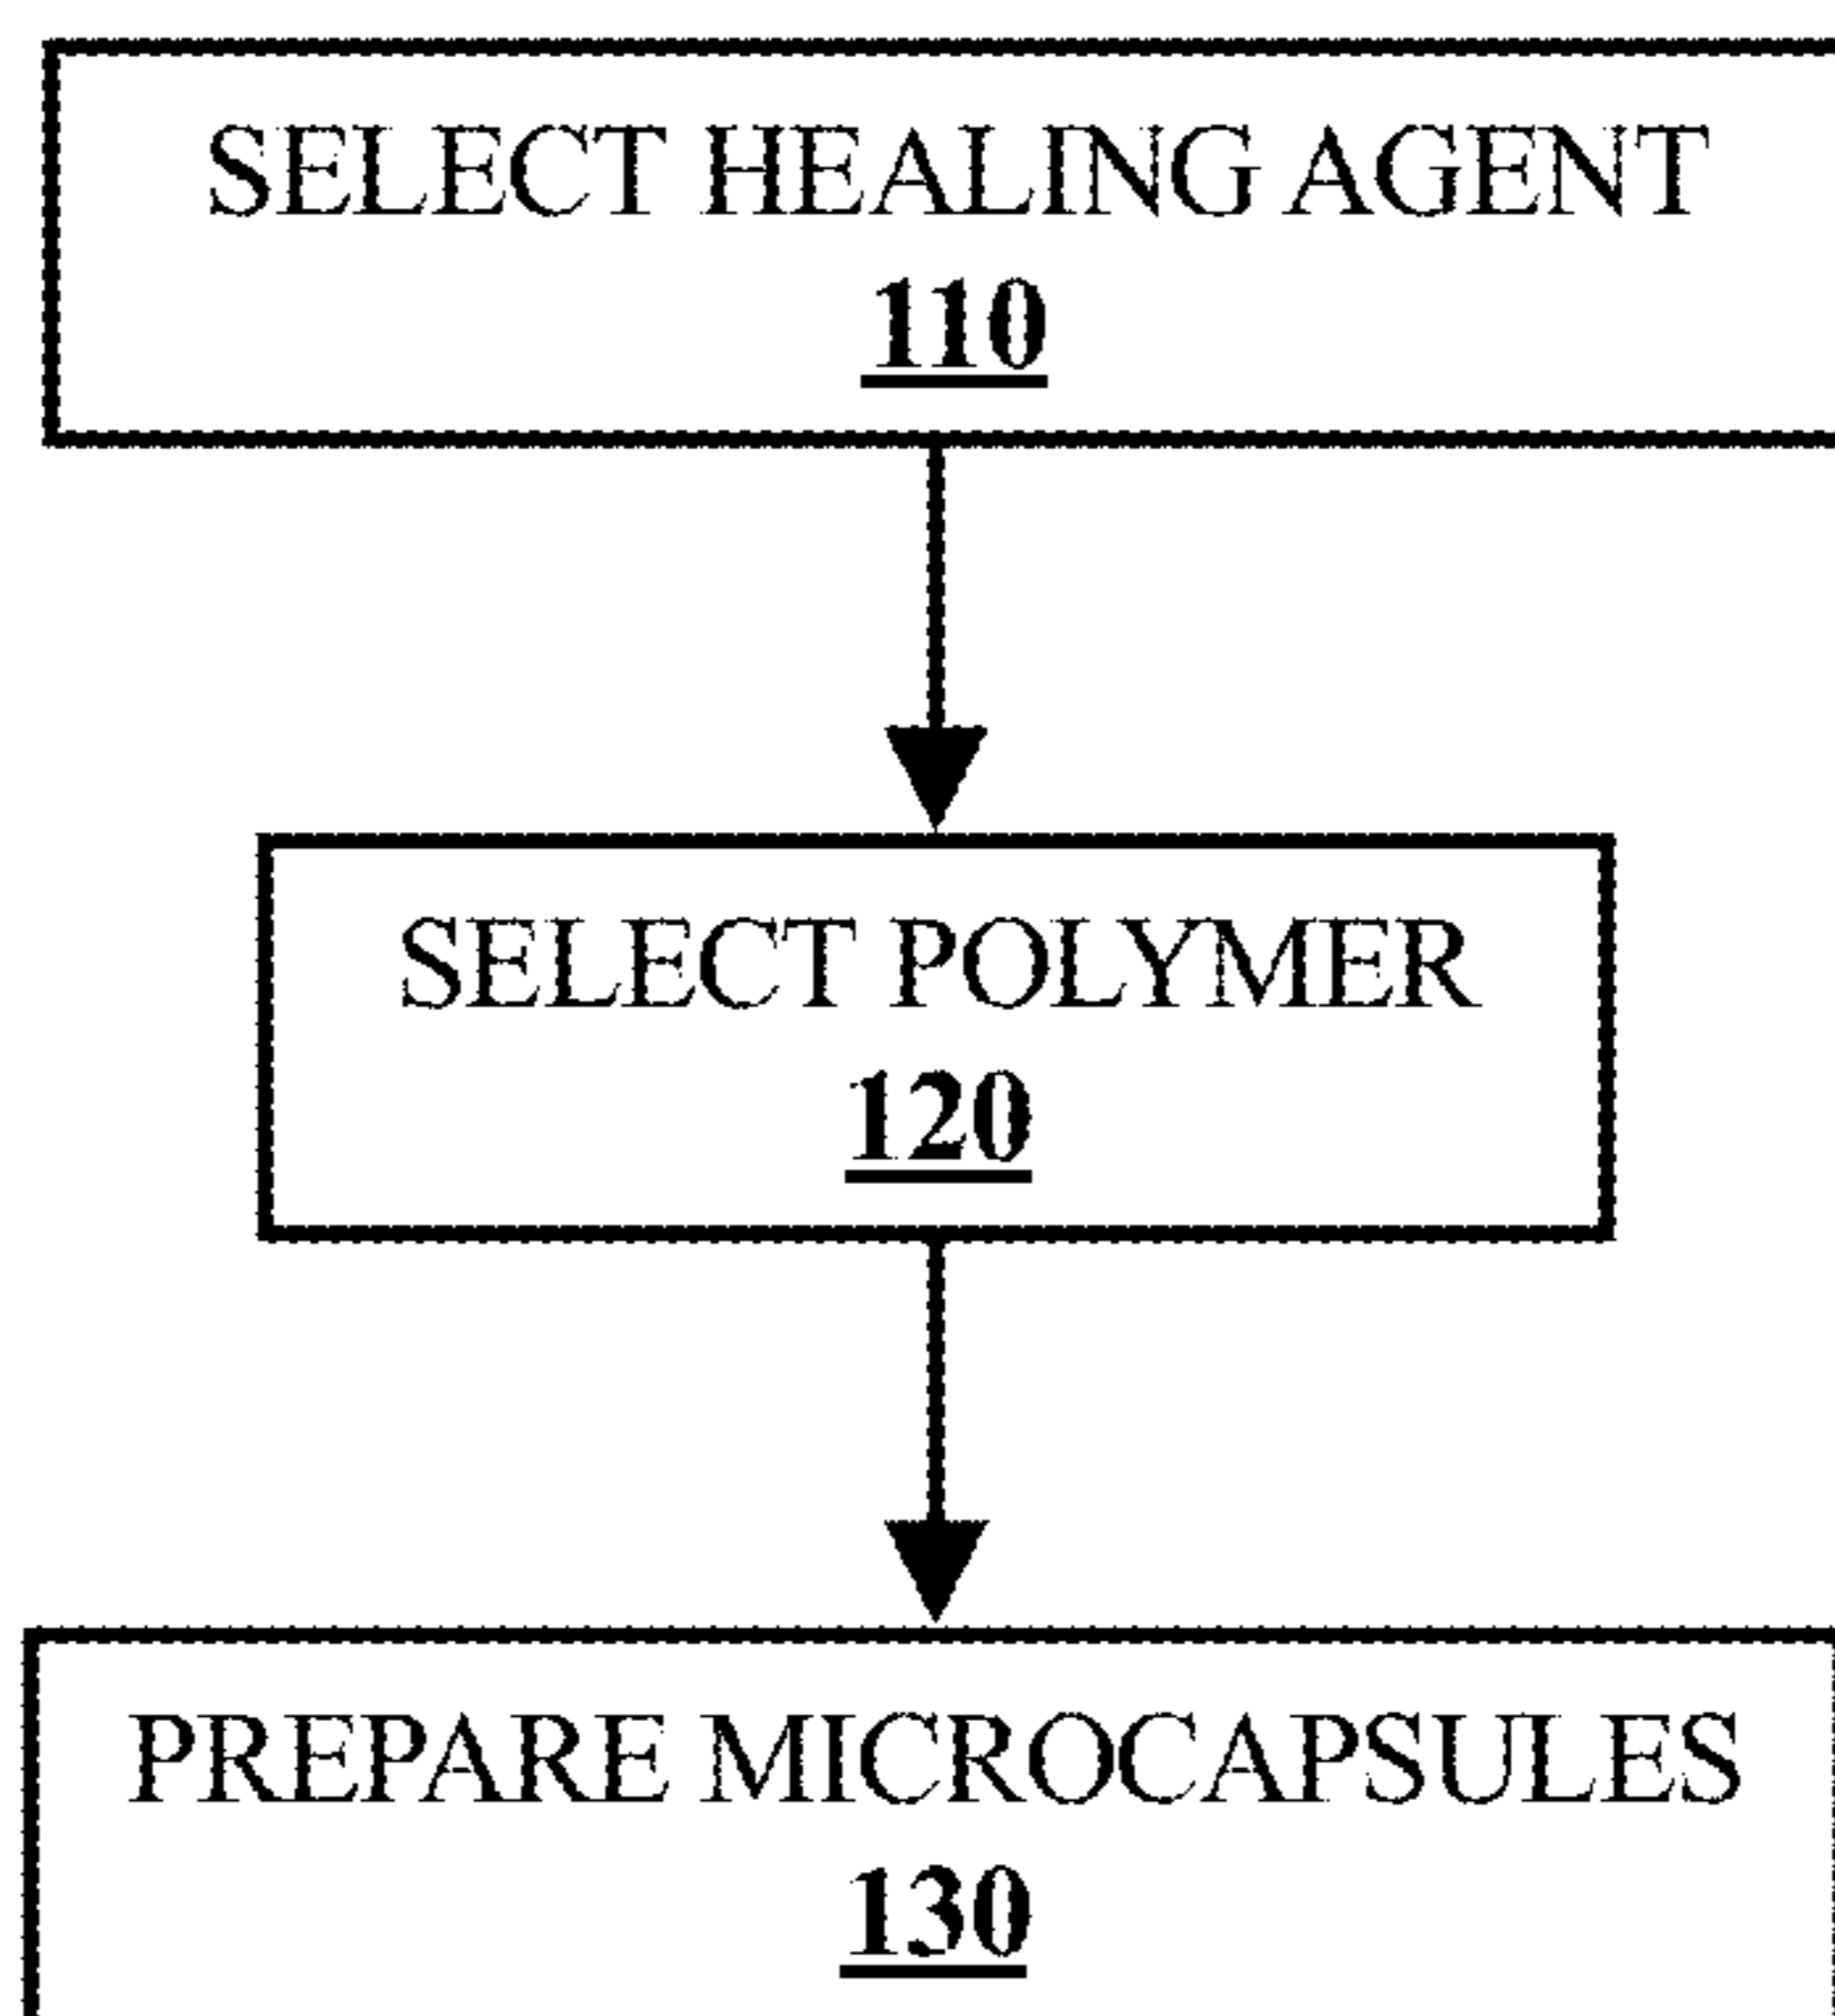 SELECT HEALING AGENT
110
SELECT POLYMER
120
PREPARE MICROCAPSULES
130